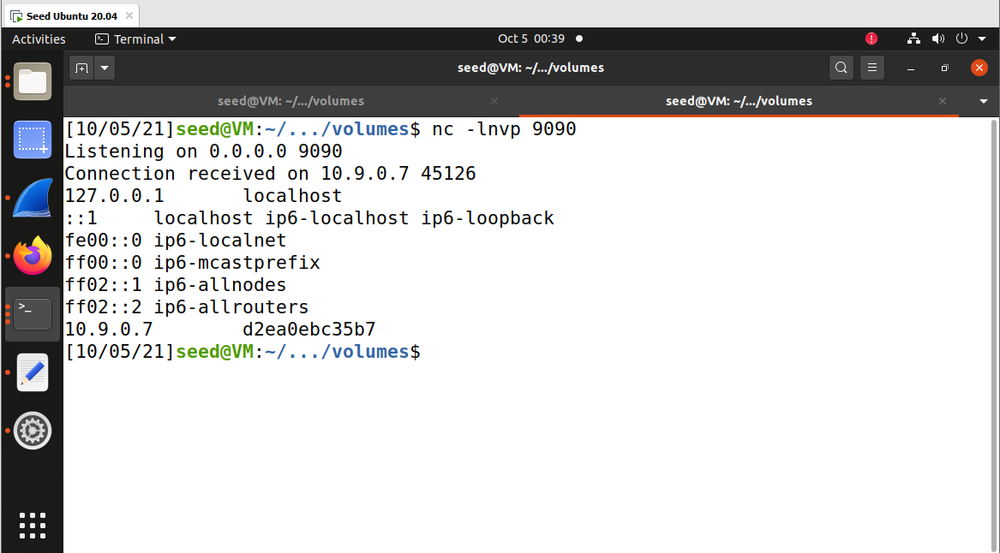 Seed Ubuntu 20.04
Activities Terminal Oct 5 00:39
seed@VM: ~/.../volumes
seed@VM: ~/.../volumes seed@VM: ~/.../volumes
[10/05/21]seed@VM:~/.../volumes$ nc -lnvp 9090
Listening on 0.0.0.0 9090
Connection received on 10.9.0.7 45126
127.0.0.1       localhost
::1     localhost ip6-localhost ip6-loopback
fe00::0 ip6-localnet
ff00::0 ip6-mcastprefix
ff02::1 ip6-allnodes
ff02::2 ip6-allrouters
10.9.0.7        d2ea0ebc35b7
[10/05/21]seed@VM:~/.../volumes$